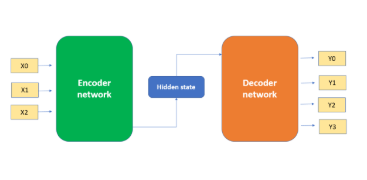 X0
X1
X2
Encoder
network
Hidden state
Decoder
network
Y0
Y1
Y2
Y3